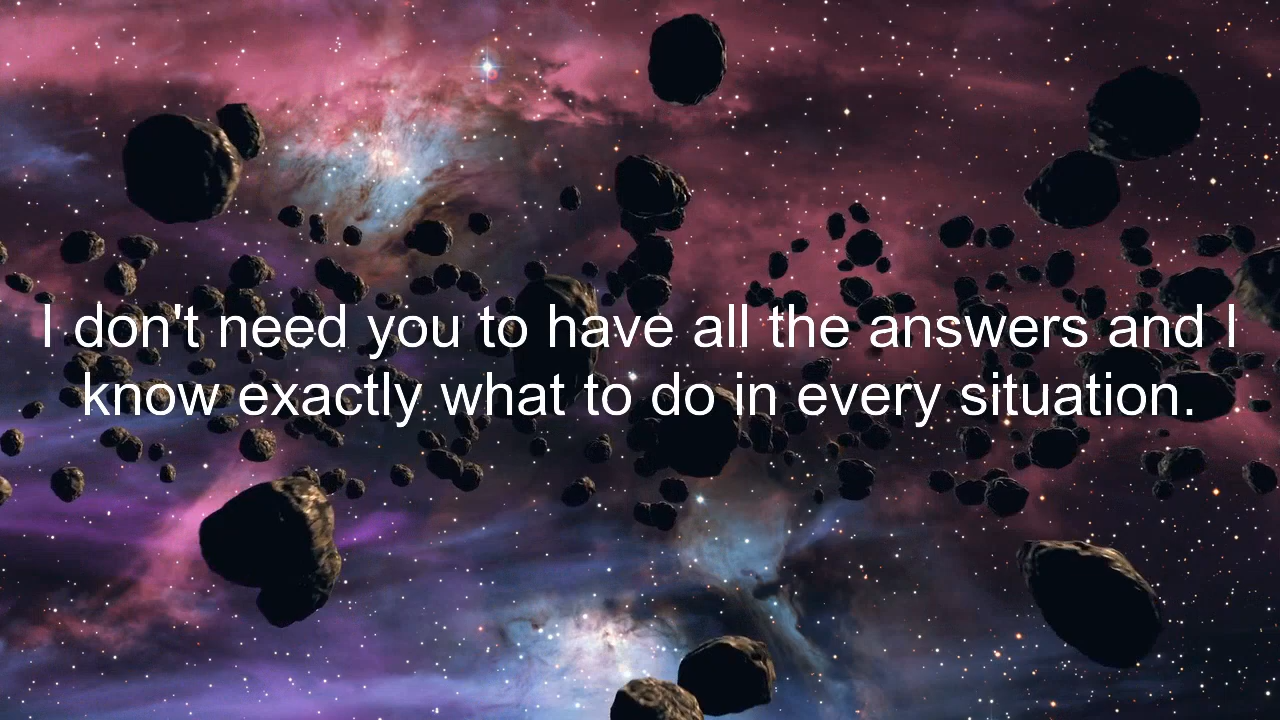 I don't need you to have all the answers and I
know exactly what to do in every situation.